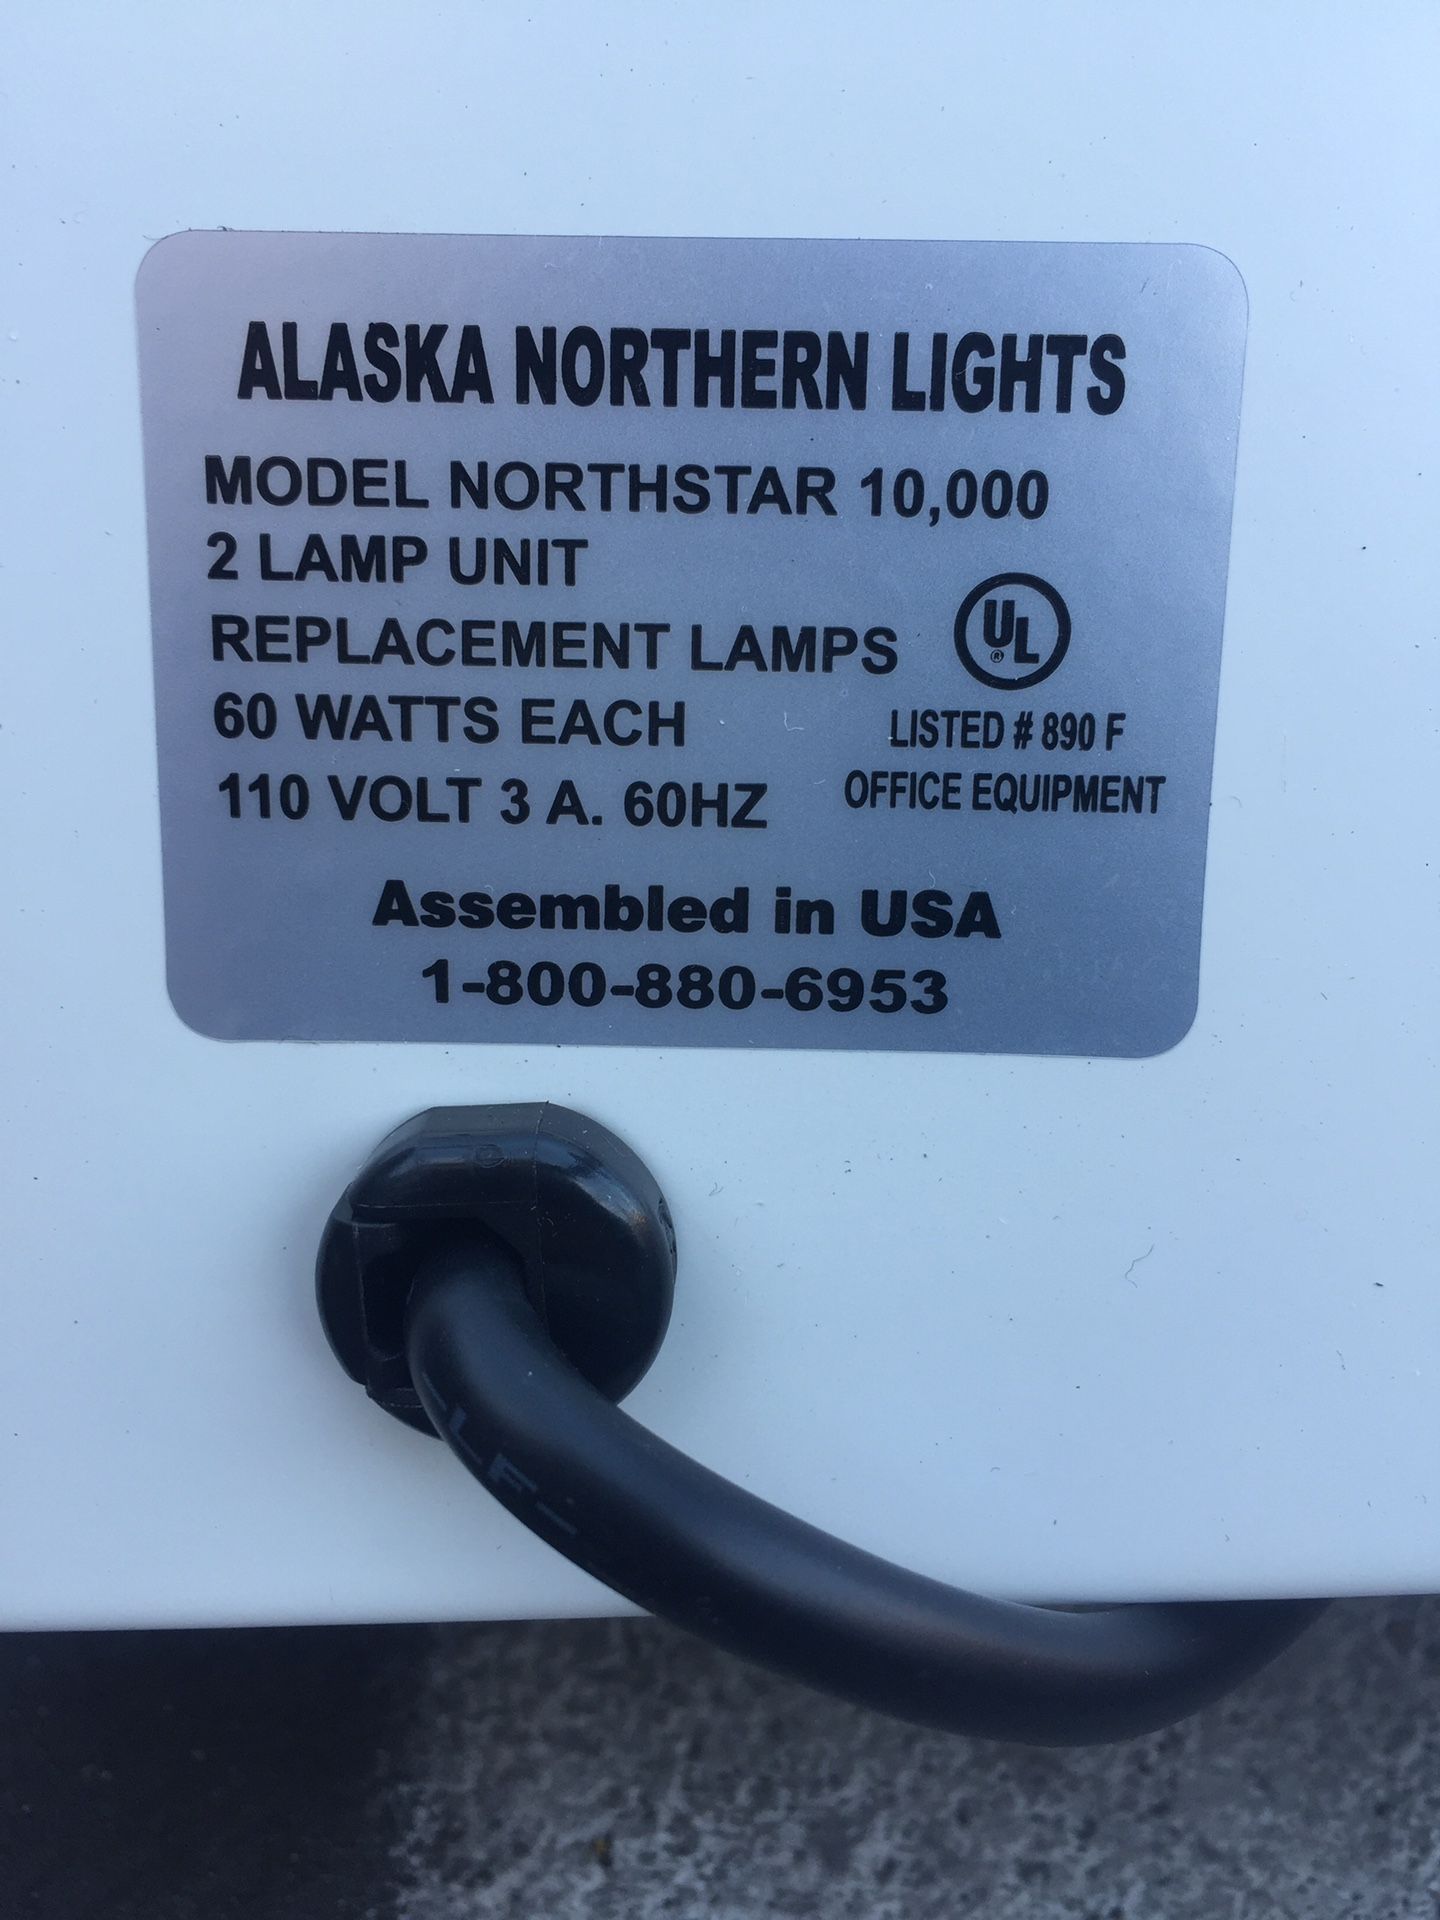 ALASKA NORTHERN LIGHTS
MODEL NORTHSTAR 10,000
2 LAMP UNIT
REPLACEMENT LAMPS
60 WATTS EACH
110 VOLT 3 A. 60HZ
UL
®
LISTED # 890 F
OFFICE EQUIPMENT
Assembled in USA
1-800-880-6953
-LF-